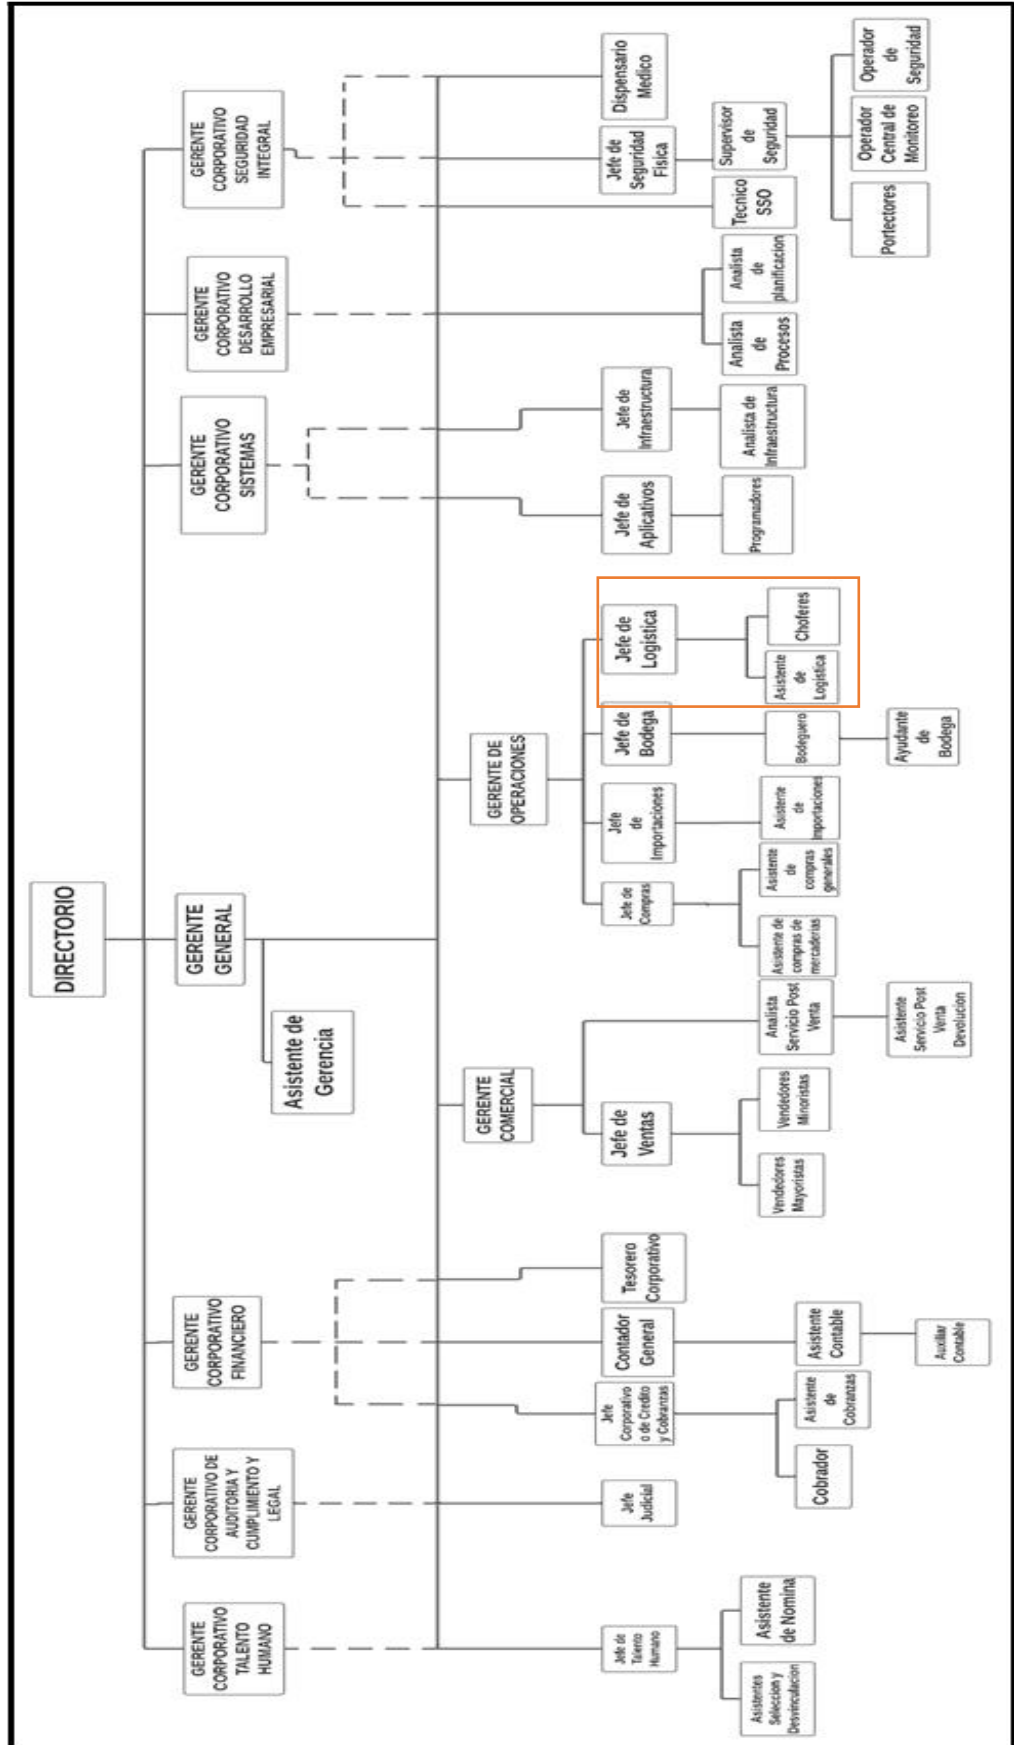 DIRECTORIO
GERENTE
CORPORATIVO
TALENTO
HUMANO
GERENTE
CORPORATIVO DE
AUDITORIA Y
CUMPLIMIENTO Y
LEGAL
GERENTE
CORPORATIVO
FINANCIERO
GERENTE
GENERAL
GERENTE
CORPORATIVO
SISTEMAS
GERENTE
CORPORATIVO
DESARROLLO
EMPRESARIAL
GERENTE
CORPORATIVO
SEGURIDAD
INTEGRAL
Asistente de
Gerencia
GERENTE
COMERCIAL
GERENTE DE
OPERACIONES
Jefe de
Talento
Humano
Jefe
Judicial
Jefe
Corporativo
o de Credito
y Cobranzas
Contador
General
Tesorero
Corporativo
Jefe de
Ventas
Jefe de
Compras
Jefe
de
Importaciones
Jefe de
Bodega
Jefe de
Logistica
Jefe de
Aplicativos
Jefe de
Infraestructura
Jefe de
Seguridad
Fisica
Dispensario
Medico
Asistentes
Seleccion y
Desvinculacion
Asistente
de Nomina
Cobrador
Asistente
de
Cobranzas
Asistente
Contable
Vendedores
Mayoristas
Vendedores
Minoristas
Analista
Servicio Post
Venta
Asistente de
compras de
mercaderias
Asistente
de
compras
generales
Asistente
de
Importaciones
Bodeguero
Asistente
de
Logistica
Choferes
Programadores
Analista de
Infraestructura
Analista
de
Procesos
Analista
de
planificacion
Tecnico
SSO
Supervisor
de
Seguridad
Auxiliar
Contable
Asistente
Servicio Post
Venta
Devolucion
Ayudante
de
Bodega
Portectores
Operador
Central de
Monitoreo
Operador
de
Seguridad